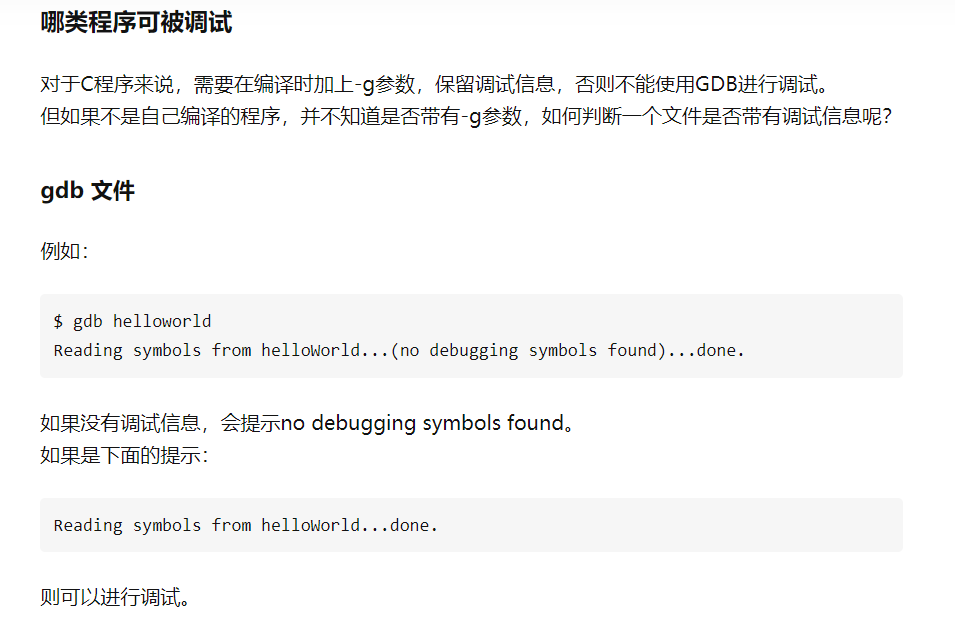 哪类程序可被调试
对于C程序来说，需要在编译时加上-g参数，保留调试信息，否则不能使用GDB进行调试。
但如果不是自己编译的程序，并不知道是否带有-g参数，如何判断一个文件是否带有调试信息呢？
gdb 文件
例如：
$ gdb helloworld
Reading symbols from helloWorld...(no debugging symbols found)...done.
如果没有调试信息，会提示no debugging symbols found。
如果是下面的提示：
Reading symbols from helloWorld...done.
则可以进行调试。